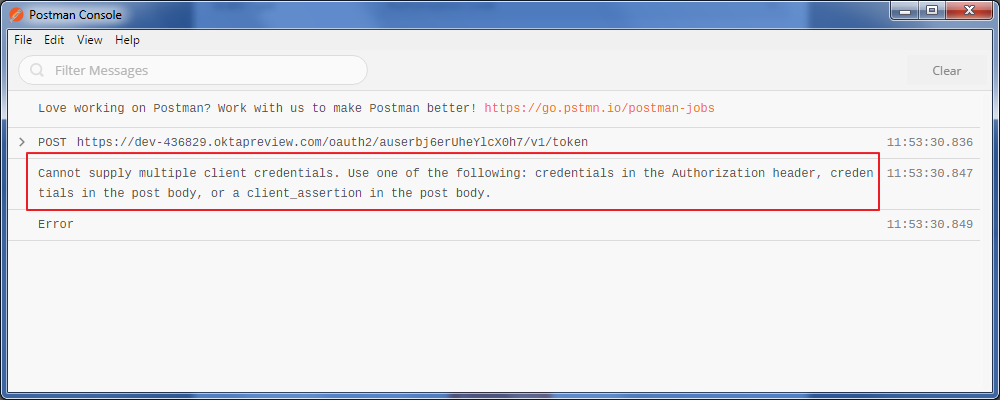 Postman Console
File Edit View Help
Filter Messages
Clear
Love working on Postman? Work with us to make Postman better! https://go.pstmn.io/postman-jobs
POST https://dev-436829.oktapreview.com/oauth2/auserbj6erUheYlcX0h7/v1/token 11:53:30.836
Cannot supply multiple client credentials. Use one of the following: credentials in the Authorization header, creden 11:53:30.847
tials in the post body, or a client_assertion in the post body.
Error 11:53:30.849